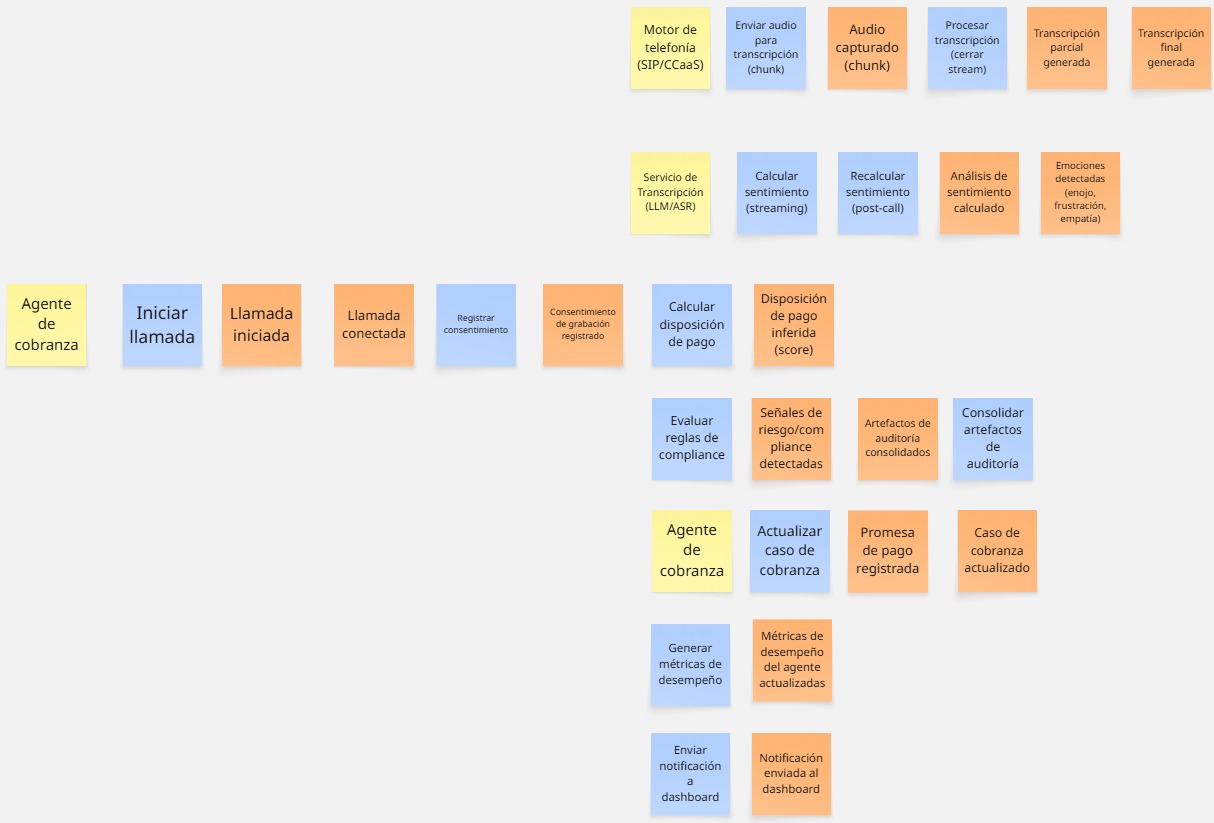 Motor de
telefonía
(SIP/CCaaS)
Enviar audio
para
transcripción
(chunk)
Audio
capturado
(chunk)
Procesar
transcripción
(cerrar
stream)
Transcripción
parcial
generada
Transcripción
final
generada
Servicio de
Transcripción
(LLM/ASR)
Calcular
sentimiento
(streaming)
Recalcular
sentimiento
(post-call)
Análisis de
sentimiento
calculado
Emociones
detectadas
(enojo,
frustración,
empatía)
Agente
de
cobranza
Iniciar
llamada
Llamada
iniciada
Llamada
conectada
Registrar
consentimiento
Consentimiento
de grabación
registrado
Calcular
disposición
de pago
Disposición
de pago
inferida
(score)
Evaluar
reglas de
compliance
Señales de
riesgo/com
pliance
detectadas
Artefactos de
auditoría
consolidados
Consolidar
artefactos
de
auditoría
Agente
de
cobranza
Actualizar
caso de
cobranza
Promesa
de pago
registrada
Caso de
cobranza
actualizado
Generar
métricas de
desempeño
Métricas de
desempeño
del agente
actualizadas
Enviar
notificación
a
dashboard
Notificación
enviada al
dashboard